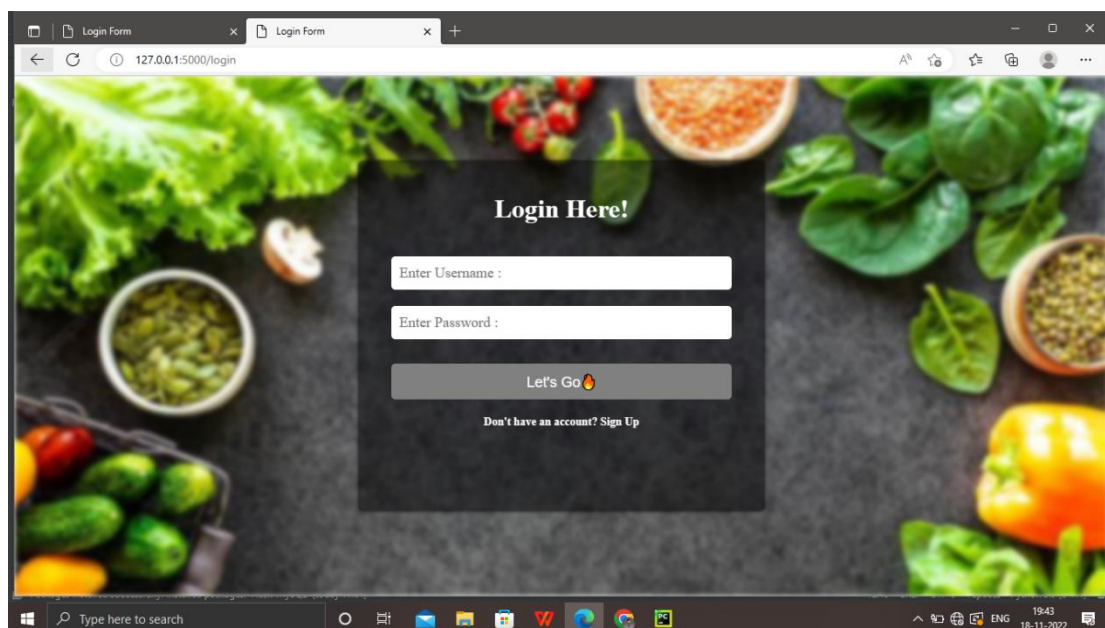 Login Form
Login Form
127.0.0.1:5000/login
Login Here!
Enter Username :
Enter Password :
Let's Go🔥
Don't have an account? Sign Up
Type here to search
ENG
19:43
18-11-2022